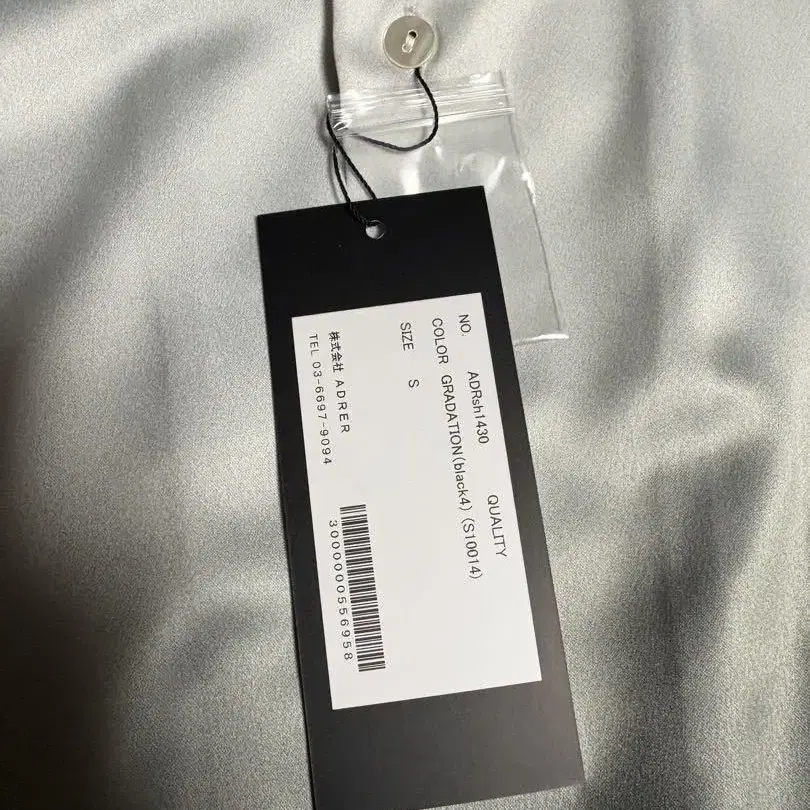 NO. ADRsh1430 QUALITY
COLOR GRADATION(black4) (S10014)
SIZE S
株式会社 ADRER
TEL 03-6697-9094
3000000556958